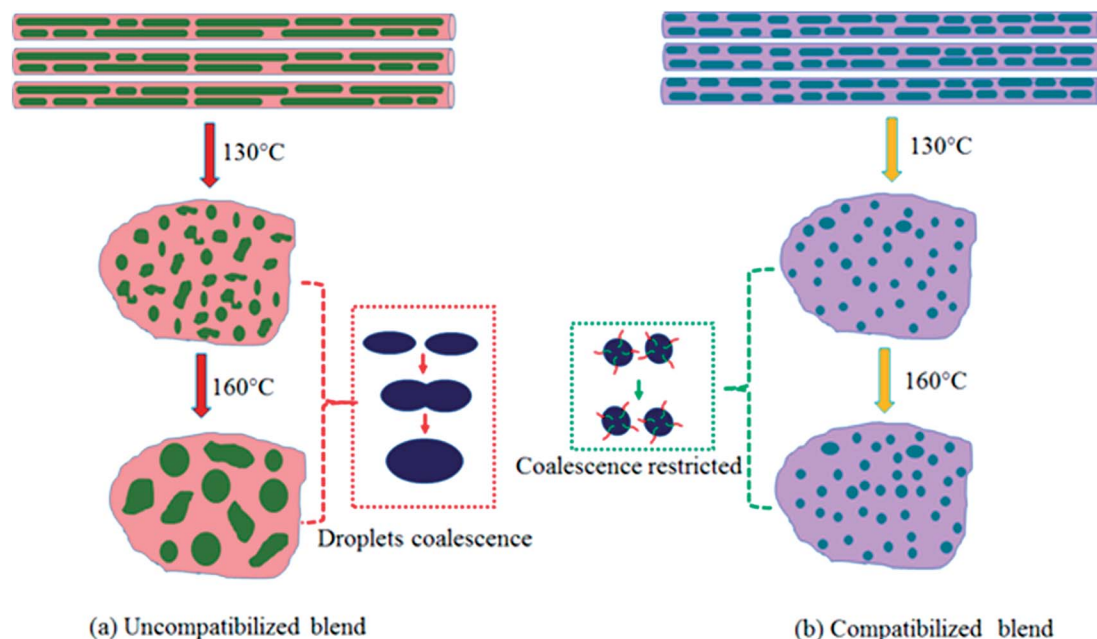 130°C
160°C
Droplets coalescence
(a) Uncompatibilized blend
130°C
160°C
Coalescence restricted
(b) Compatibilized blend